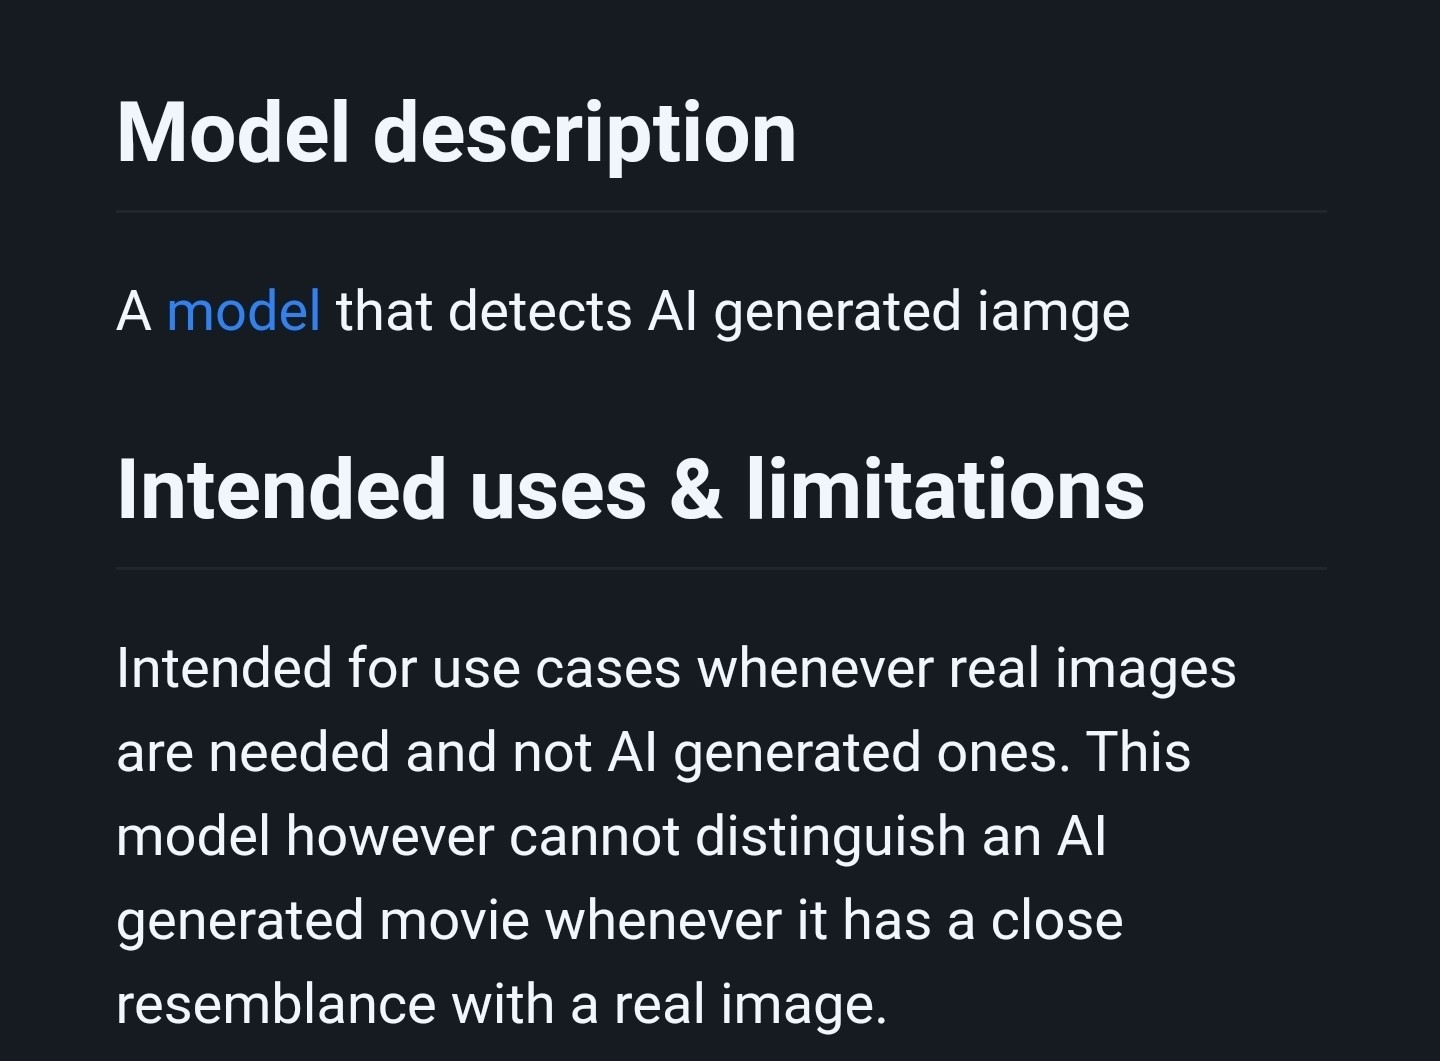 Model description
A model that detects AI generated iamge
Intended uses & limitations
Intended for use cases whenever real images
are needed and not AI generated ones. This
model however cannot distinguish an AI
generated movie whenever it has a close
resemblance with a real image.